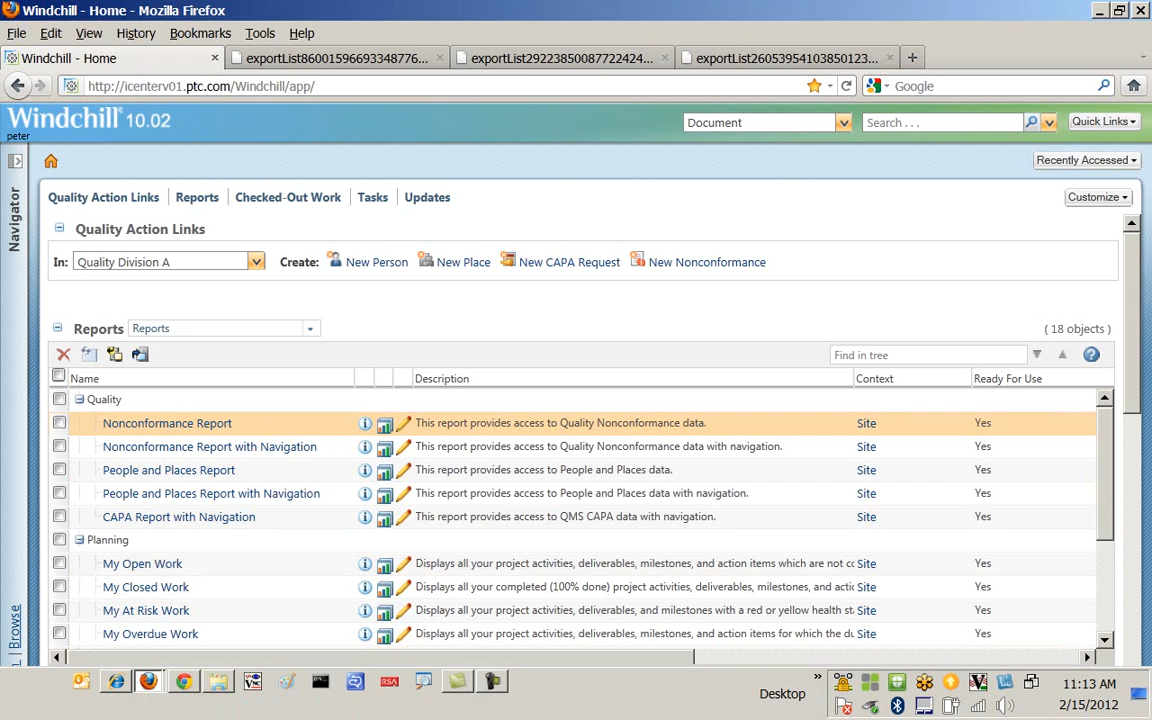 Windchill - Home - Mozilla Firefox
File Edit View History Bookmarks Tools Help
Windchill - Home exportList86001596693348776... exportList29223850087722424... exportList26053954103850123...
http://icenterv01.ptc.com/Windchill/app/ Google
Windchill 10.02 Document Search . . . Quick Links
peter
Recently Accessed
Navigator
Quality Action Links Reports Checked-Out Work Tasks Updates Customize
Quality Action Links
In: Quality Division A Create: New Person New Place New CAPA Request New Nonconformance
Reports Reports ( 18 objects )
Find in tree
Name Description Context Ready For Use
Quality
Nonconformance Report This report provides access to Quality Nonconformance data. Site Yes
Nonconformance Report with Navigation This report provides access to Quality Nonconformance data with navigation. Site Yes
People and Places Report This report provides access to People and Places data. Site Yes
People and Places Report with Navigation This report provides access to People and Places data with navigation. Site Yes
CAPA Report with Navigation This report provides access to QMS CAPA data with navigation. Site Yes
Planning
My Open Work Displays all your project activities, deliverables, milestones, and action items which are not cc Site Yes
My Closed Work Displays all your completed (100% done) project activities, deliverables, milestones, and actic Site Yes
My At Risk Work Displays all your project activities, deliverables, and milestones with a red or yellow health sta Site Yes
My Overdue Work Displays all your project activities, deliverables, milestones, and action items for which the du Site Yes
Browse
RSA
Desktop
11:13 AM
2/15/2012